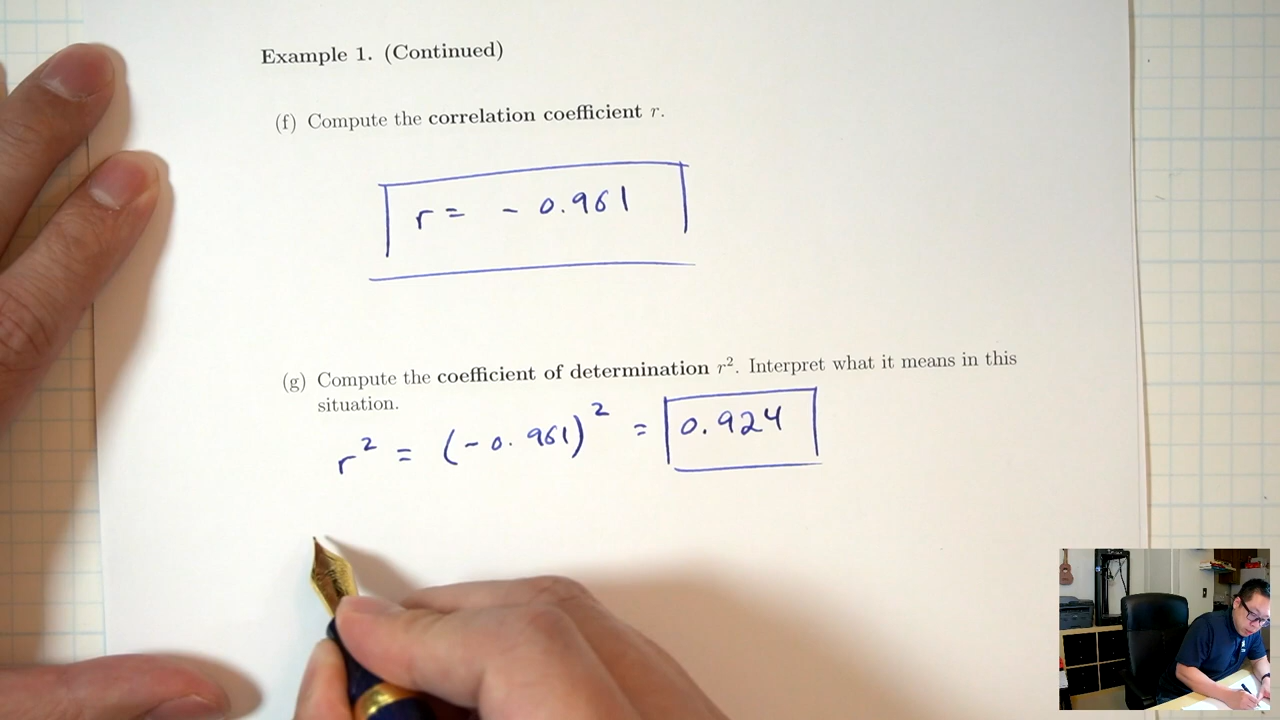 Example 1. (Continued)
(f) Compute the correlation coefficient r.
r = - 0.961
(g) Compute the coefficient of determination r². Interpret what it means in this
situation.
r² = (-0.961)² = 0.924